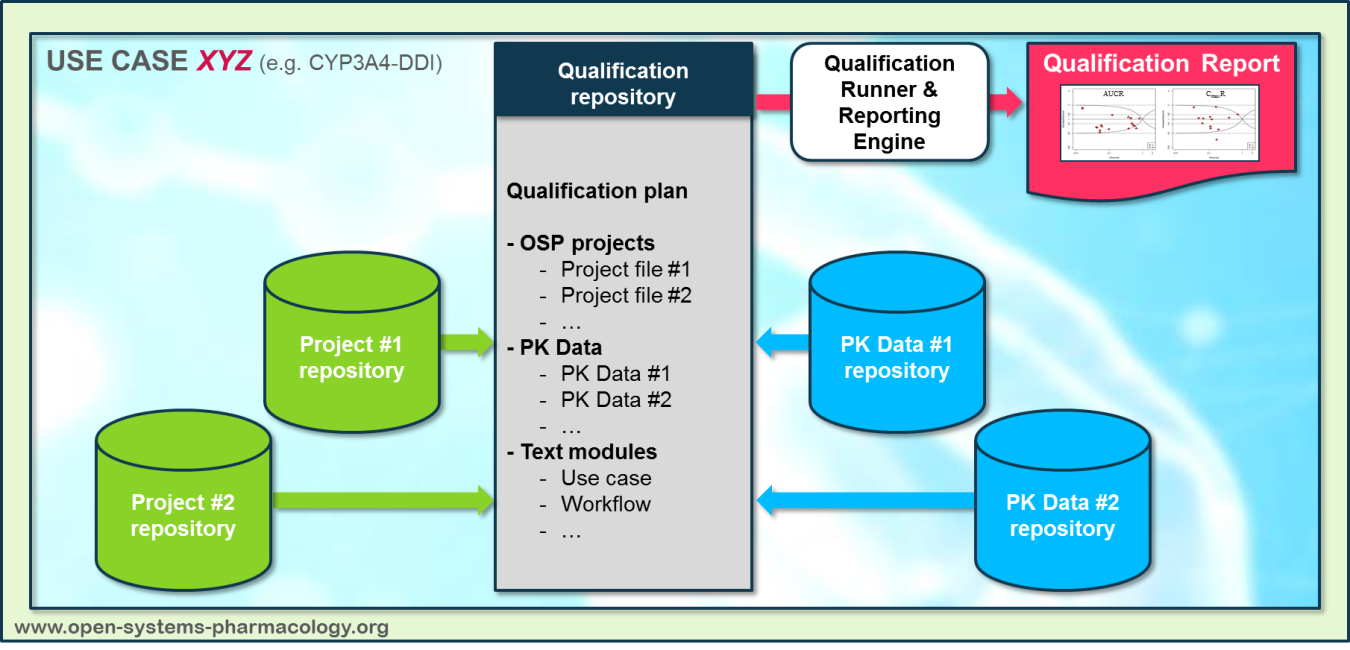 USE CASE XYZ (e.g. CYP3A4-DDI)
Qualification
repository
Qualification
Runner &
Reporting
Engine
Qualification Report
AUCR
CmaxR
Qualification plan
- OSP projects
- Project file #1
- Project file #2
- …
- PK Data
- PK Data #1
- PK Data #2
- …
- Text modules
- Use case
- Workflow
- …
Project #1
repository
Project #2
repository
PK Data #1
repository
PK Data #2
repository
www.open-systems-pharmacology.org